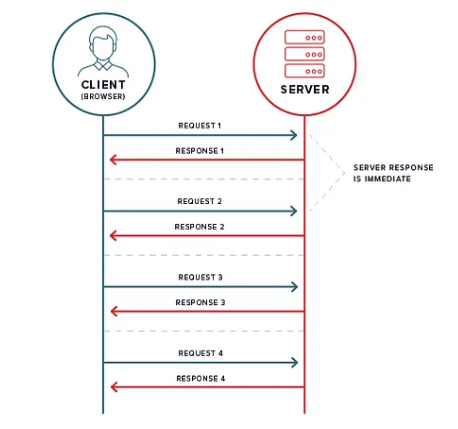 CLIENT
(BROWSER)
SERVER
REQUEST 1
RESPONSE 1
SERVER RESPONSE
IS IMMEDIATE
REQUEST 2
RESPONSE 2
REQUEST 3
RESPONSE 3
REQUEST 4
RESPONSE 4